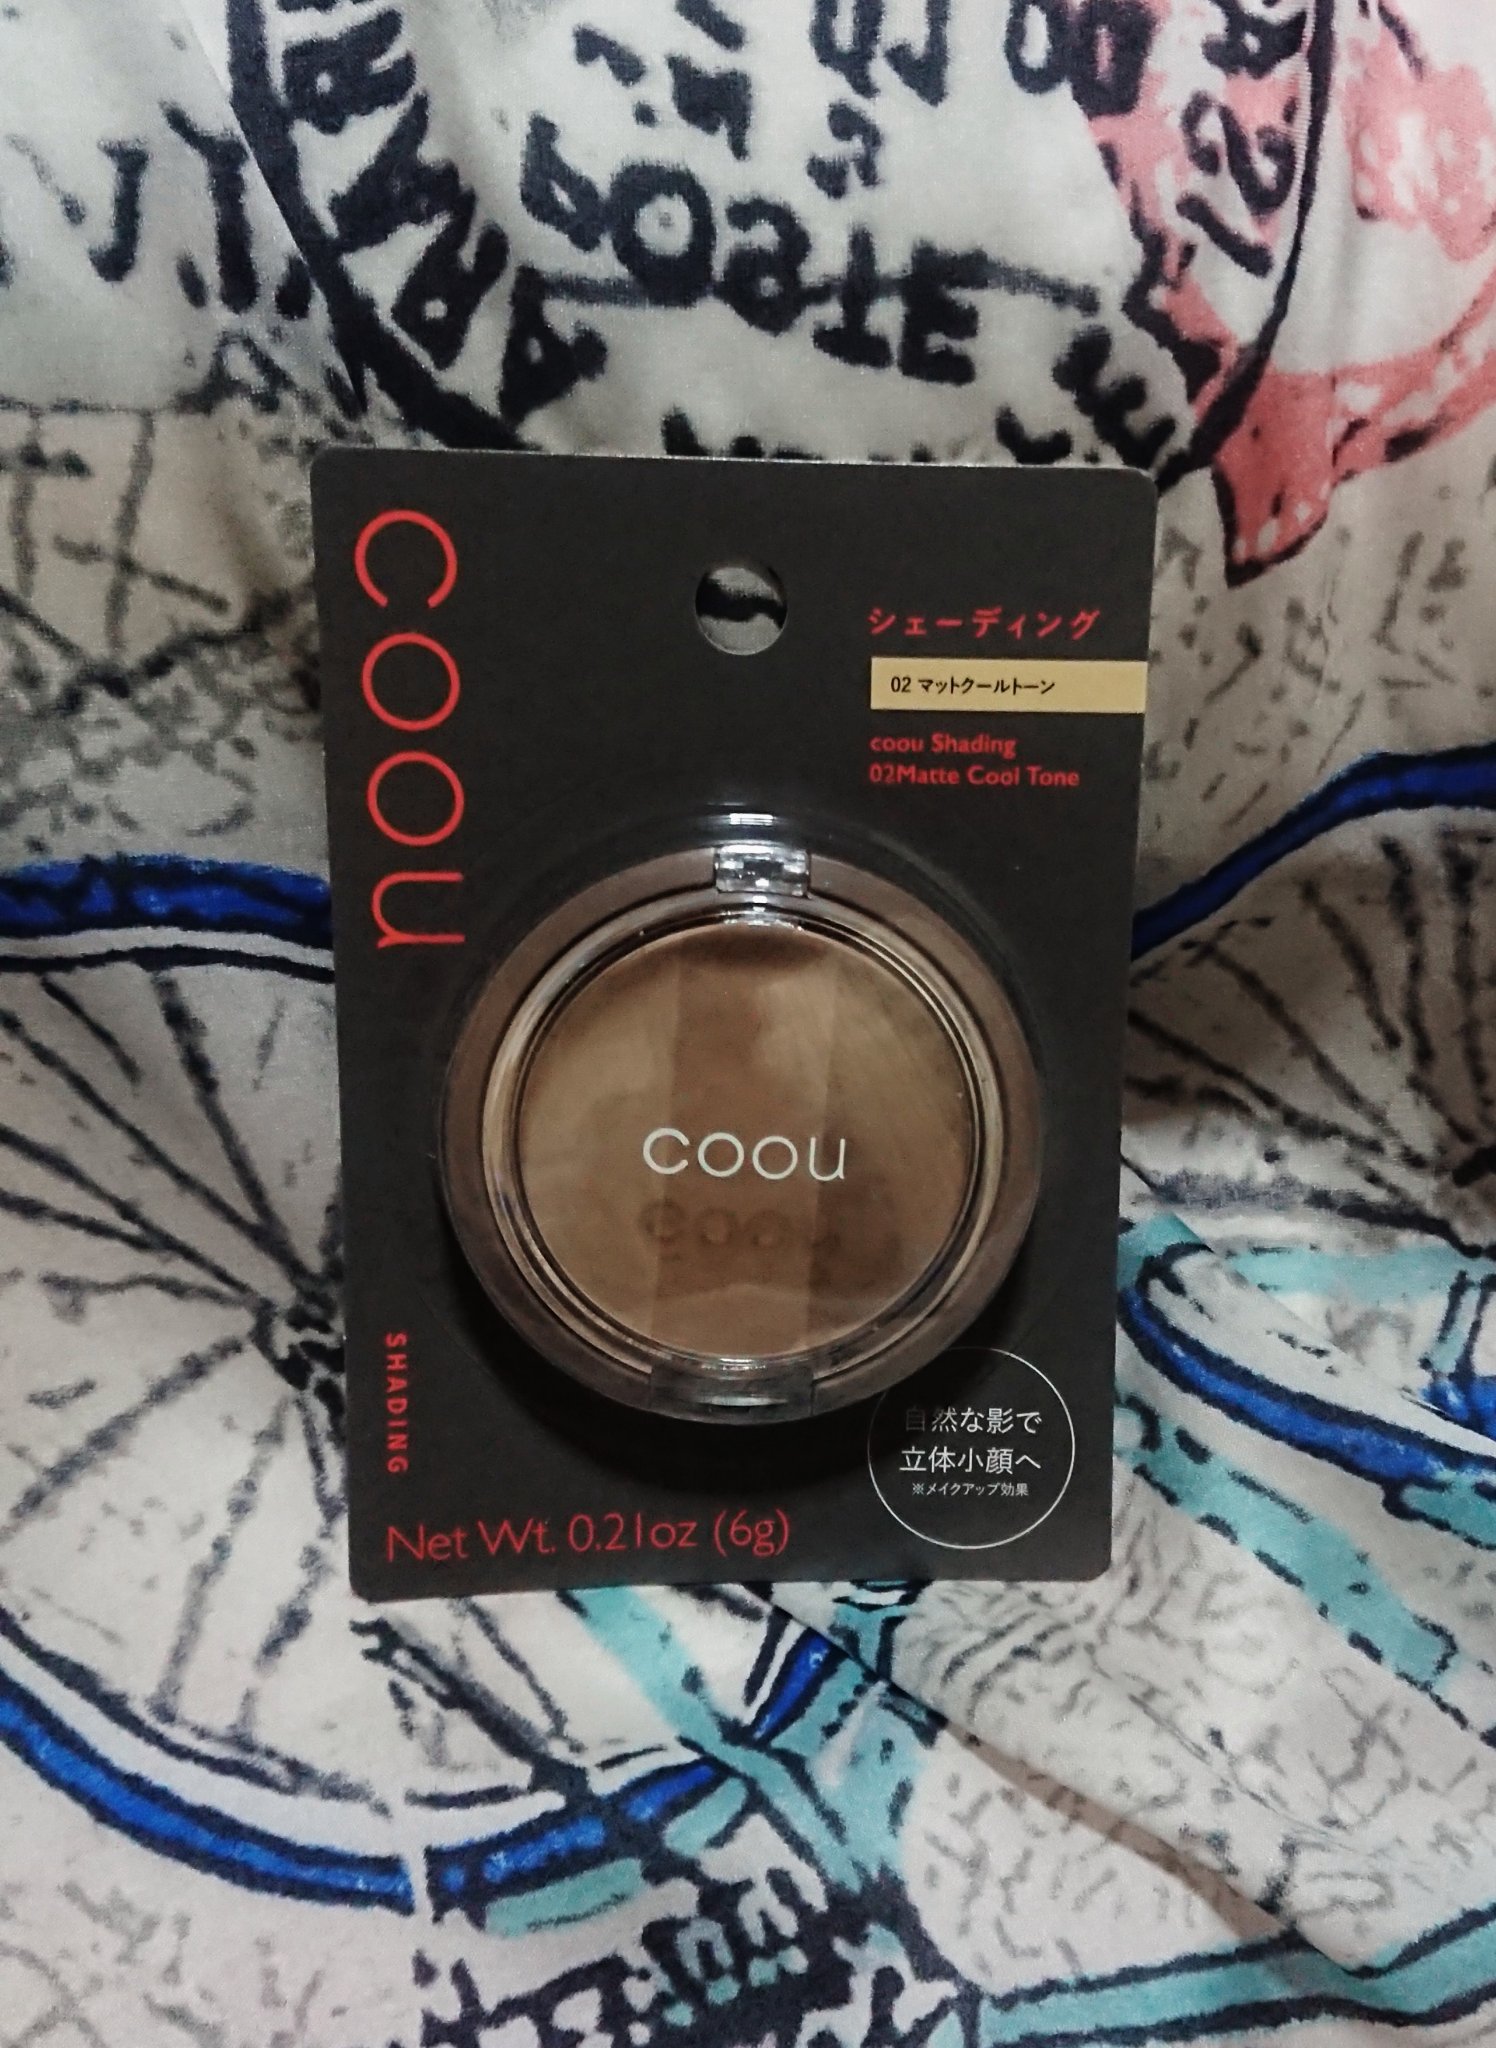 coou
シェーディング
02 マットクールトーン
coou Shading
02Matte Cool Tone
coou
SHADING
自然な影で
立体小顔へ
※メイクアップ効果
Net Wt. 0.21oz (6g)